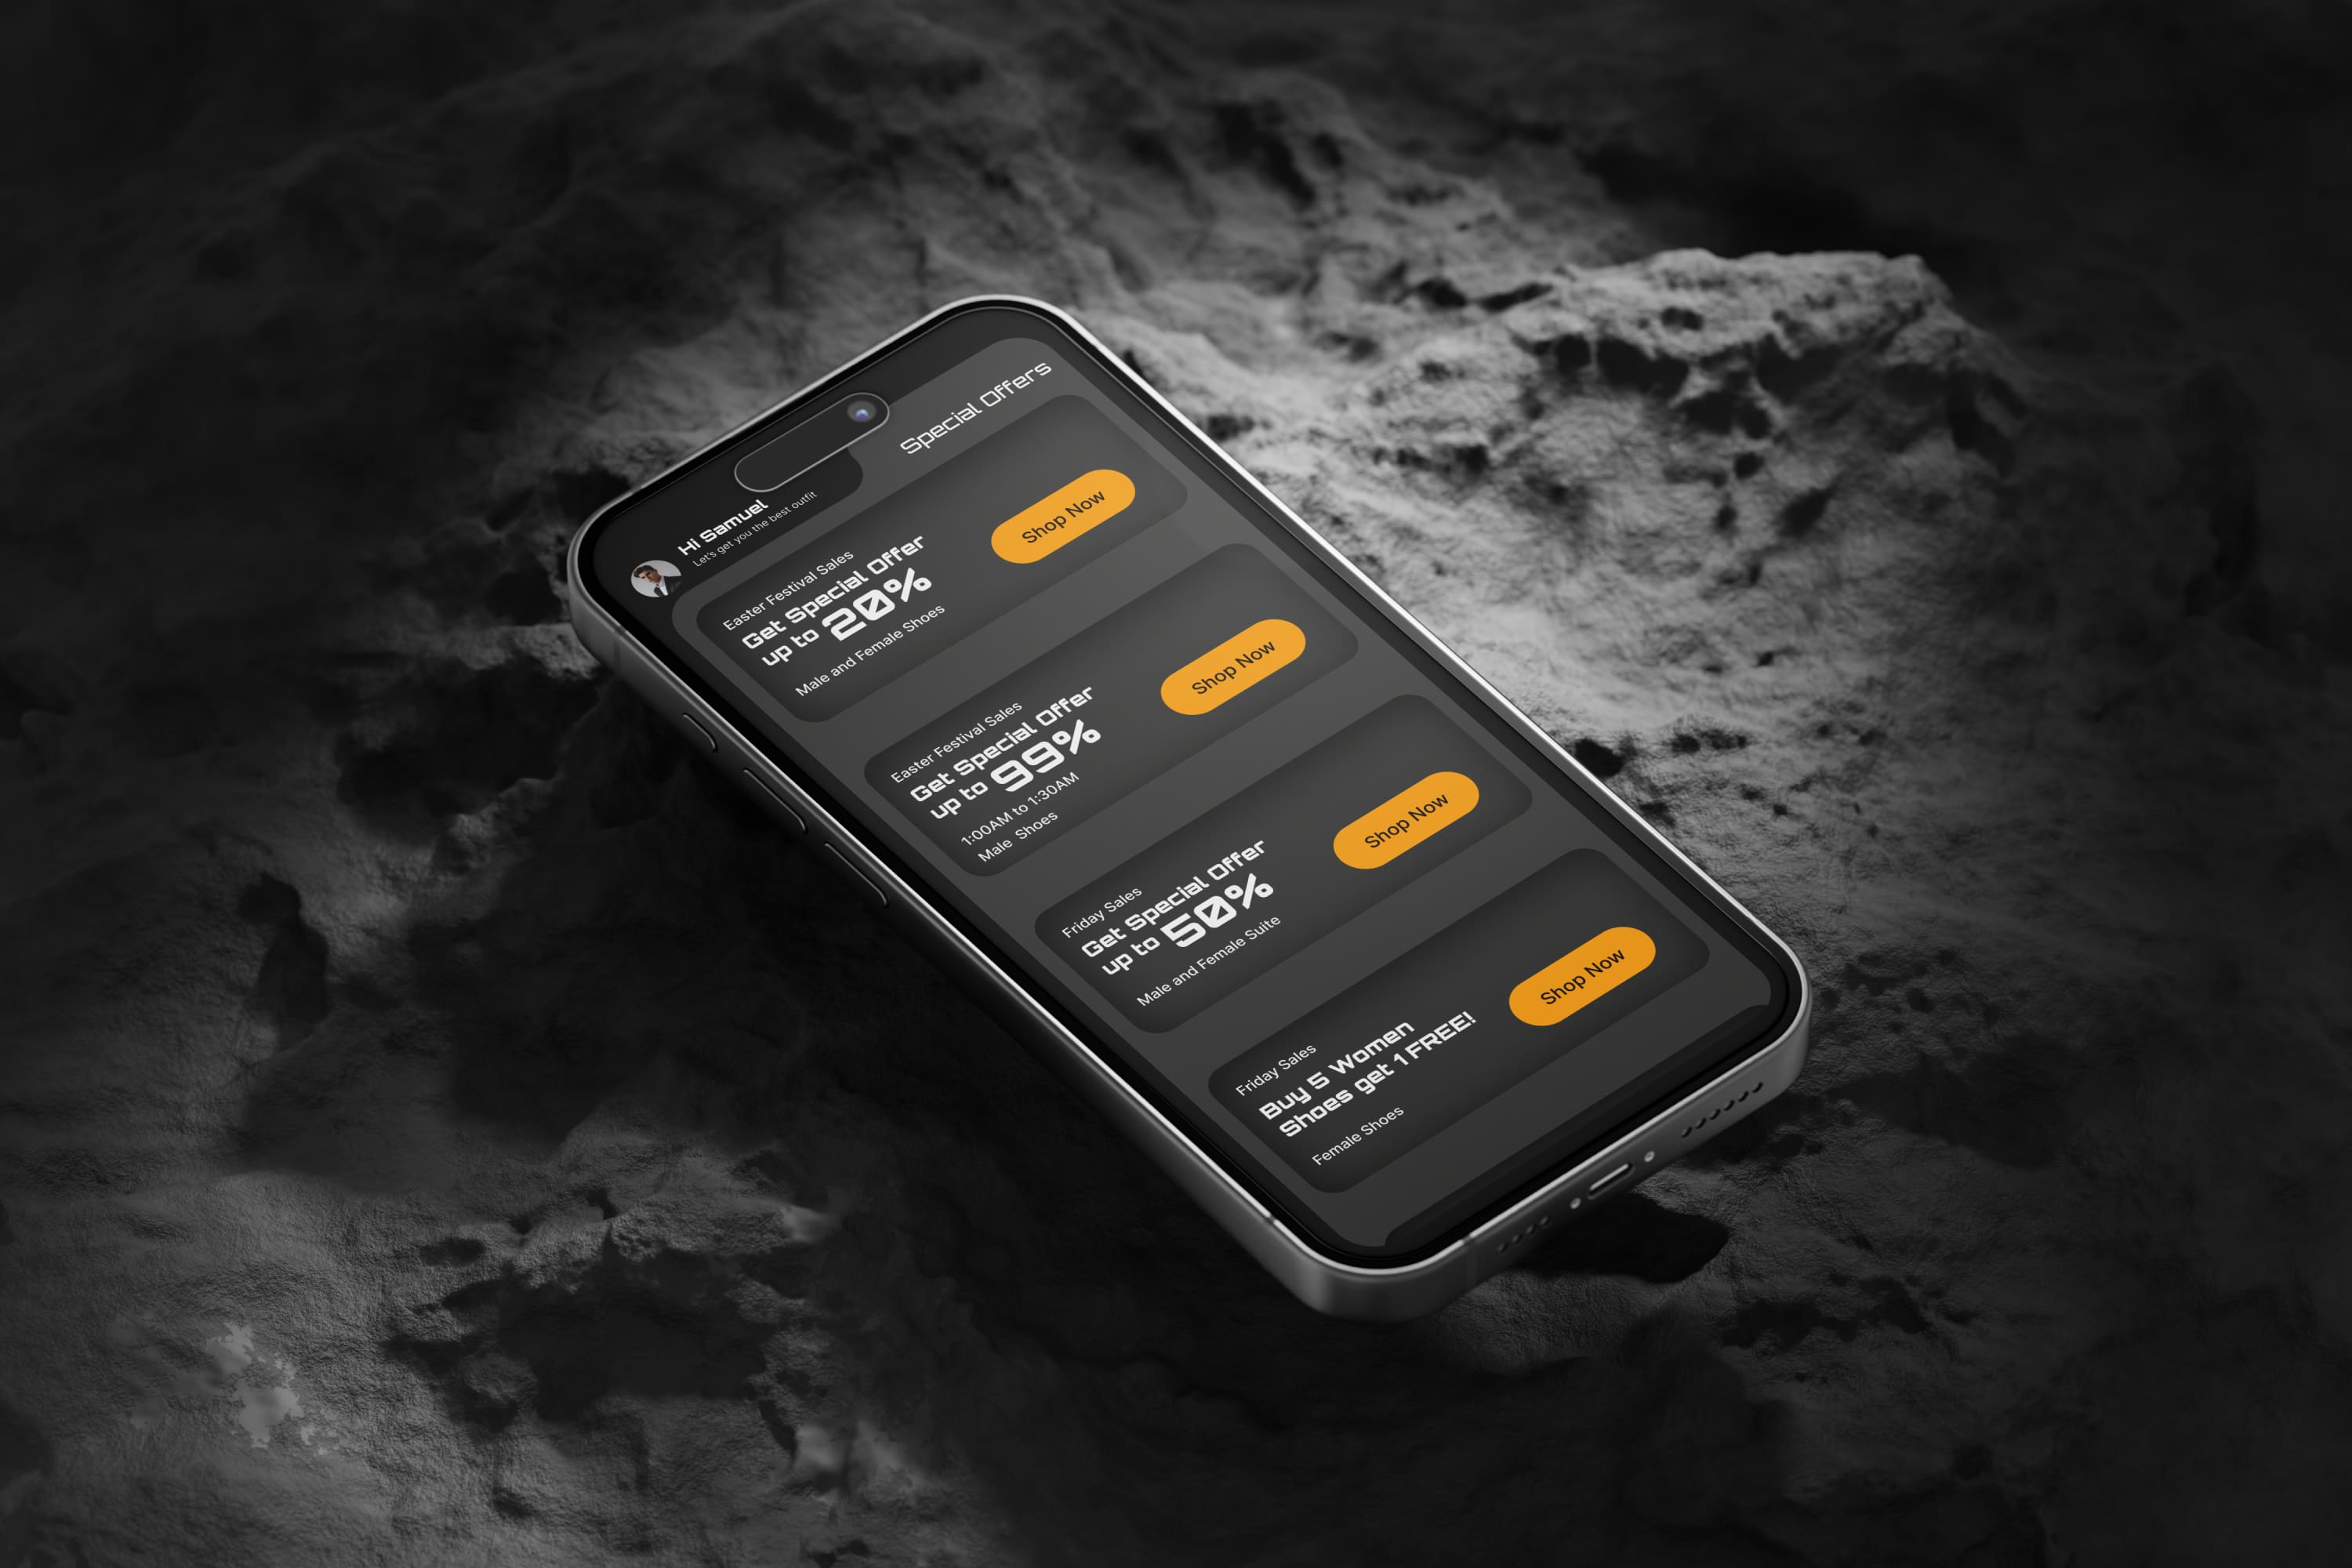 Hi Samuel
Let's get you the best outfit
Special Offers
Easter Festival Sales
Get Special Offer
up to 20%
Male and Female Shoes
Shop Now
Easter Festival Sales
Get Special Offer
up to 99%
1:00AM to 1:30AM
Male Shoes
Shop Now
Friday Sales
Get Special Offer
up to 50%
Male and Female Suite
Shop Now
Friday Sales
Buy 5 Women
Shoes get 1 FREE!
Female Shoes
Shop Now